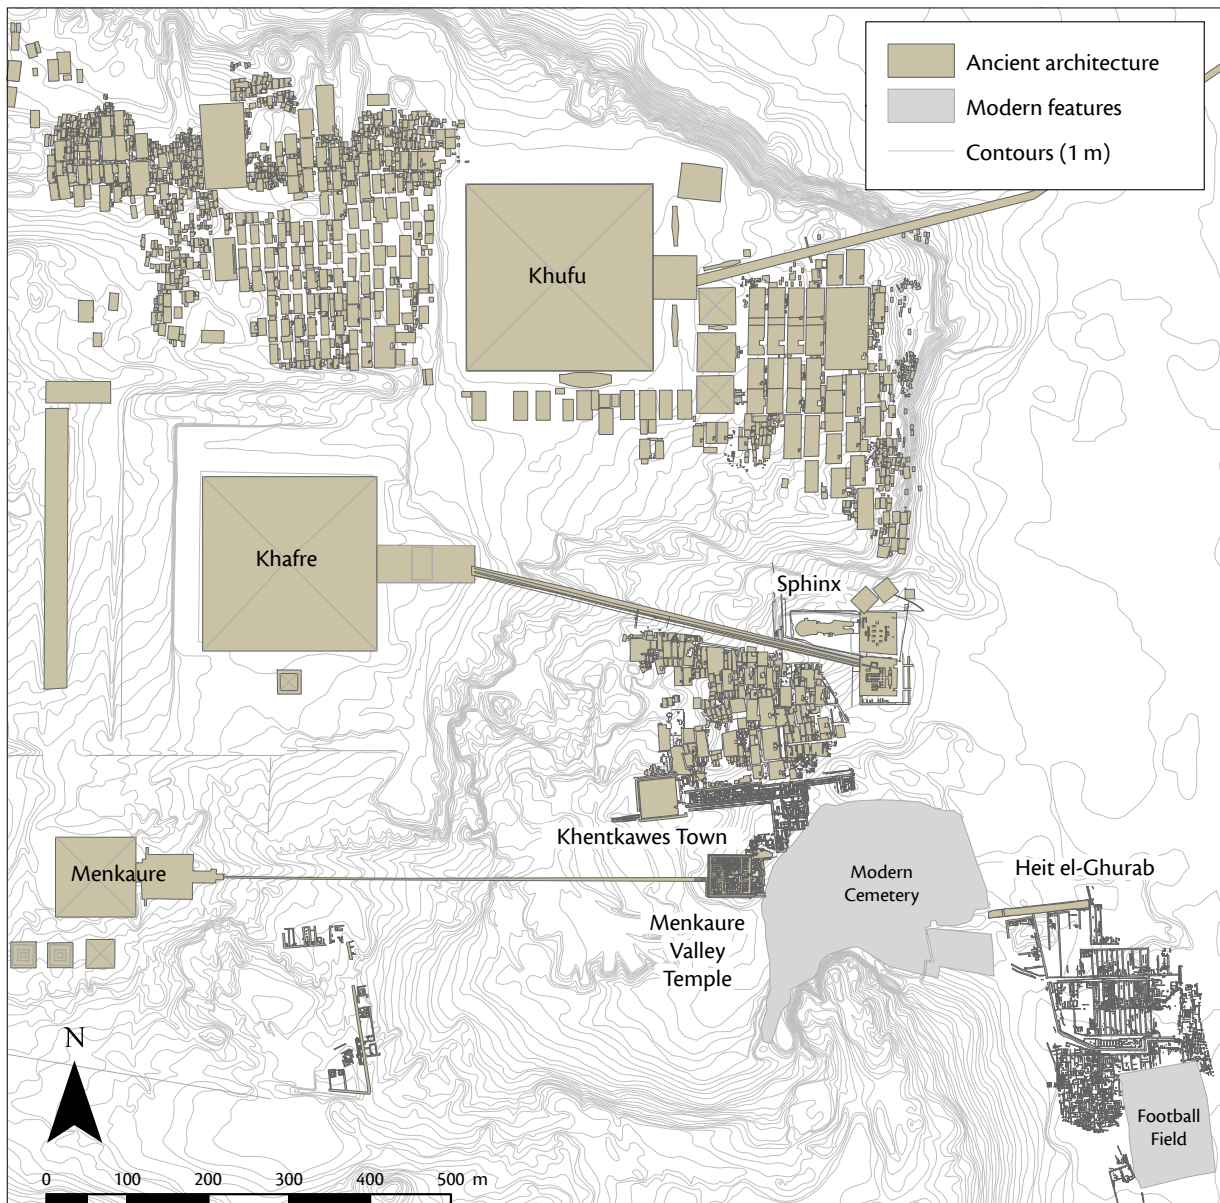 Ancient architecture
Modern features
Contours (1 m)
Khufu
Khafre
Sphinx
Khentkawes Town
Menkaure
Modern
Cemetery
Heit el-Ghurab
Menkaure
Valley
Temple
N
Football
Field
0 100 200 300 400 500 m